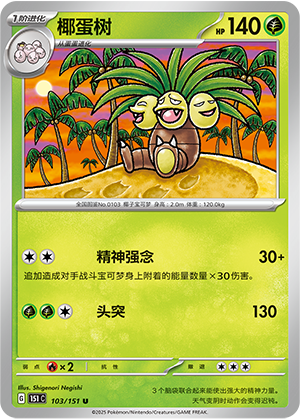 1阶进化
椰蛋树
HP 140
从蛋蛋进化
全国图鉴No.0103 椰子宝可梦 身高：2.0m 体重：120.0kg
精神强念 30+
追加造成对手战斗宝可梦身上附着的能量数量×30伤害。
头突 130
弱点 ×2 抵抗力 撤退
Illus. Shigenori Negishi
G 151 C 103/151 U
3个脑袋联合起来能使出强大的精神力量。
天气变阴时动作会变得迟钝。
©2025 Pokémon/Nintendo/Creatures/GAME FREAK.